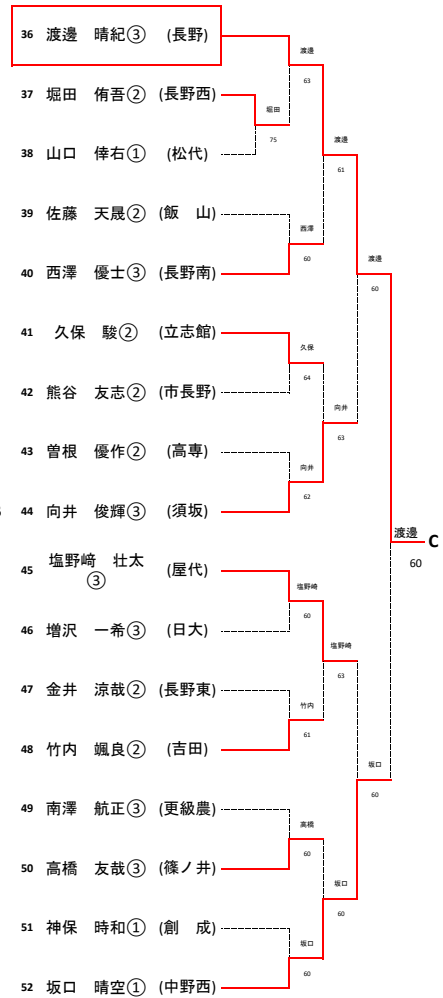 36 渡邊　晴紀③ (長野)
渡邊
63
37 堀田　侑吾② (長野西)
堀田
75
38 山口　倖右① (松代)
渡邊
61
39 佐藤　天晟② (飯　山)
西澤
60
40 西澤　優士③ (長野南)
渡邊
60
41 久保　駿② (立志館)
久保
64
42 熊谷　友志② (市長野)
向井
63
43 曽根　優作② (高専)
向井
62
44 向井　俊輝③ (須坂)
渡邊 C
60
45 塩野﨑　壮太③ (屋代)
塩野崎
60
46 増沢　一希③ (日大)
塩野崎
63
47 金井　涼哉② (長野東)
竹内
61
48 竹内　颯良② (吉田)
坂口
60
49 南澤　航正③ (更級農)
高橋
60
50 高橋　友哉③ (篠ノ井)
坂口
60
51 神保　時和① (創　成)
坂口
60
52 坂口　晴空① (中野西)